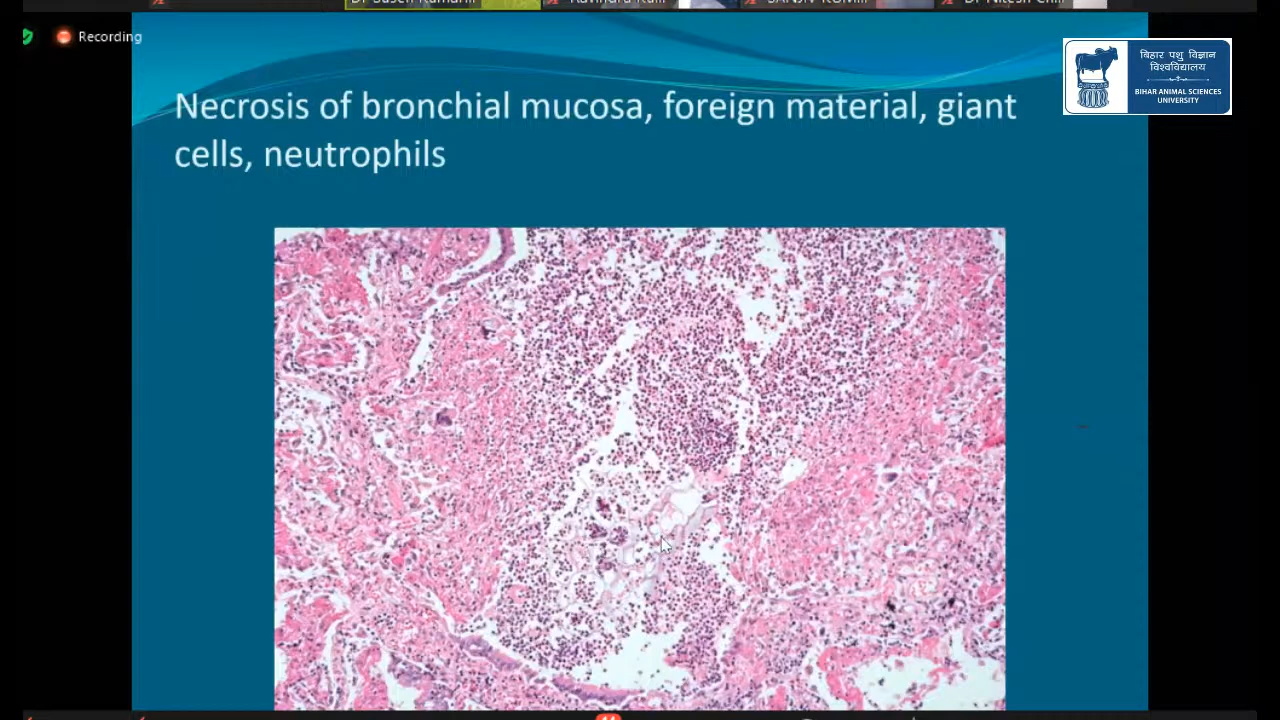 Recording
बिहार पशु विज्ञान
विश्वविद्यालय
BIHAR ANIMAL SCIENCES
UNIVERSITY
Necrosis of bronchial mucosa, foreign material, giant
cells, neutrophils